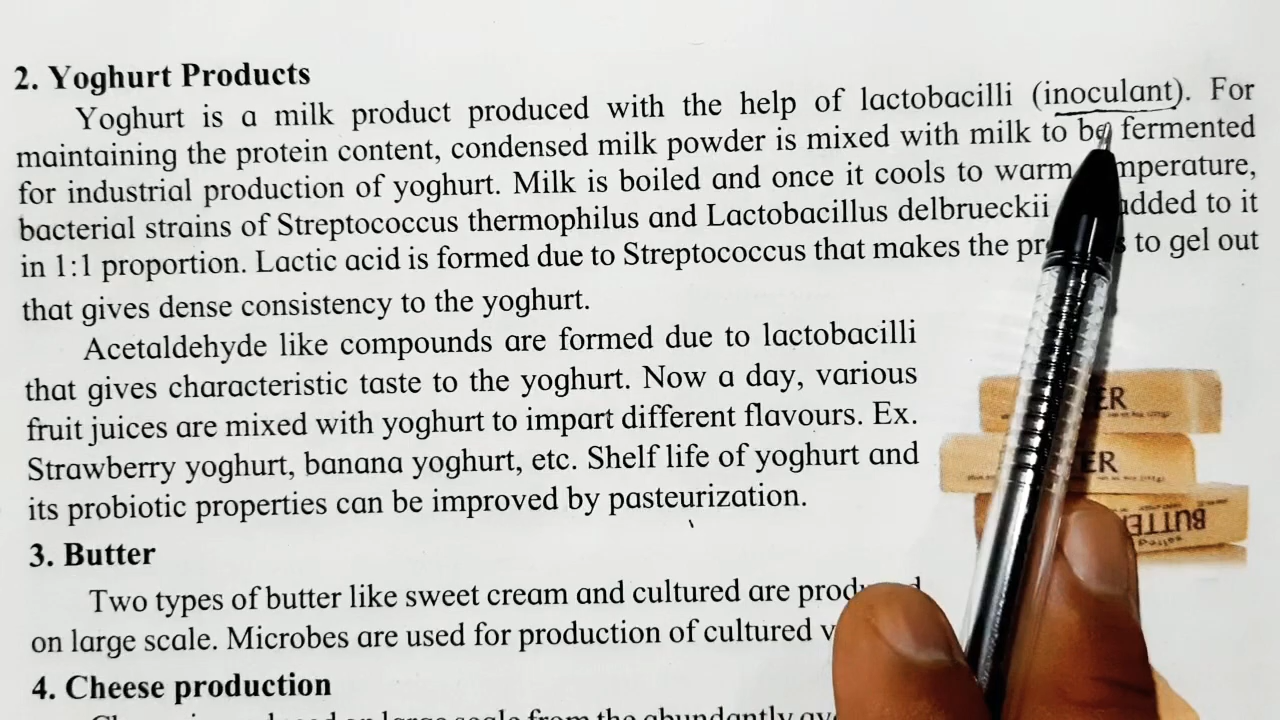 2. Yoghurt Products
Yoghurt is a milk product produced with the help of lactobacilli (inoculant). For
maintaining the protein content, condensed milk powder is mixed with milk to be fermented
for industrial production of yoghurt. Milk is boiled and once it cools to warm
bacterial strains of Streptococcus thermophilus and Lactobacillus delbrueckii added to it
in 1:1 proportion. Lactic acid is formed due to Streptococcus that makes the to gel out
that gives dense consistency to the yoghurt.
Acetaldehyde like compounds are formed due to lactobacilli
that gives characteristic taste to the yoghurt. Now a day, various
fruit juices are mixed with yoghurt to impart different flavours. Ex.
Strawberry yoghurt, banana yoghurt, etc. Shelf life of yoghurt and
its probiotic properties can be improved by pasteurization.
3. Butter
Two types of butter like sweet cream and cultured are
on large scale. Microbes are used for production of cultured
4. Cheese production
BUTTER